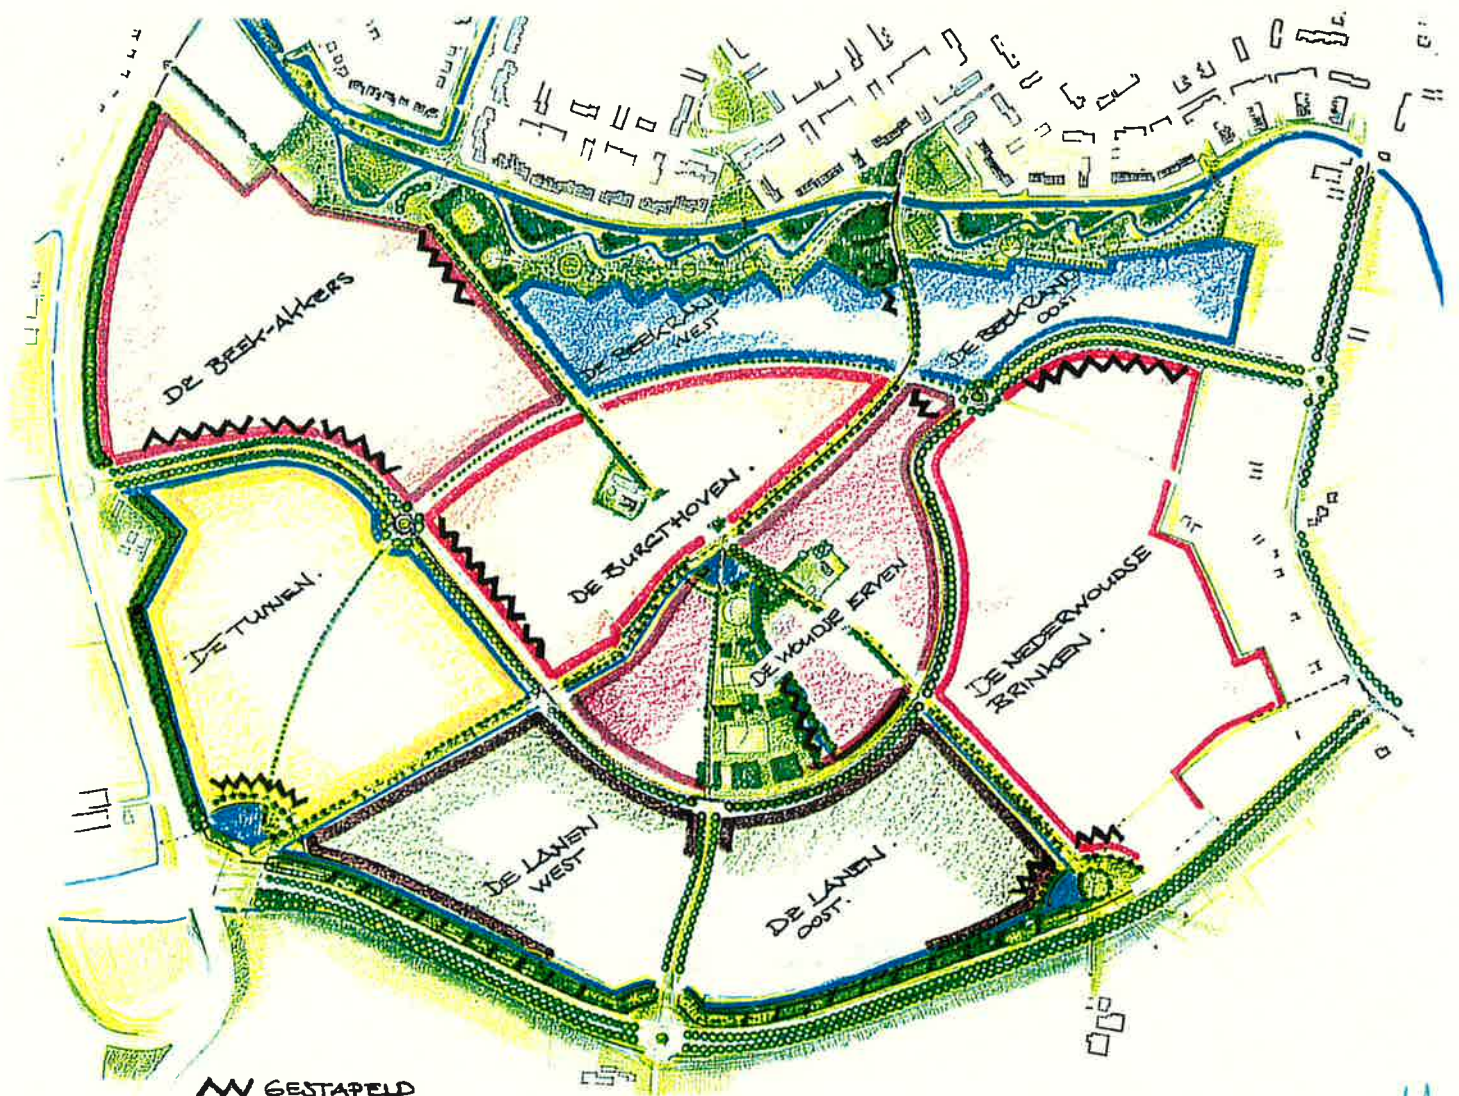 DE BEEK-AKKERS
DE BEEKRAND
WEST
DE BEEKRAND
OOST
DE BURGTHOVEN.
DE TUINEN.
DE WOUDJE ERVEN
DE NEDERWOUDSE
BRINKEN.
DE LANEN
WEST
DE LANEN.
OOST.
GESTAPELD